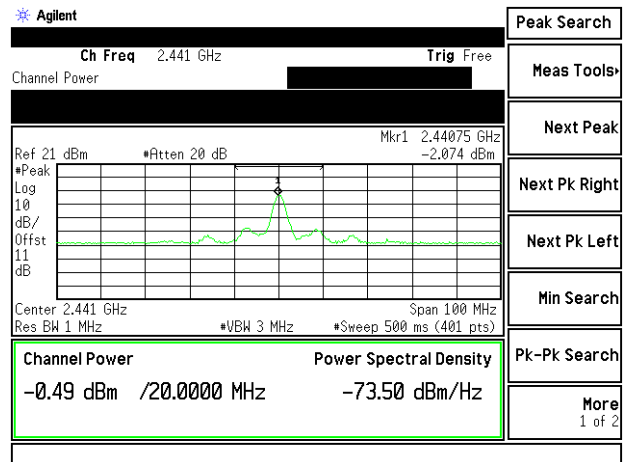 Agilent
Peak Search
Ch Freq 2.441 GHz Trig Free
Channel Power
Meas Tools
Next Peak
Next Pk Right
Next Pk Left
Min Search
Pk-Pk Search
More
1 of 2
Mkr1 2.44075 GHz
Ref 21 dBm #Atten 20 dB -2.074 dBm
#Peak
Log
10
dB/
Offst
11
dB
1
Center 2.441 GHz Span 100 MHz
Res BW 1 MHz #VBW 3 MHz #Sweep 500 ms (401 pts)
Channel Power Power Spectral Density
-0.49 dBm /20.0000 MHz -73.50 dBm/Hz